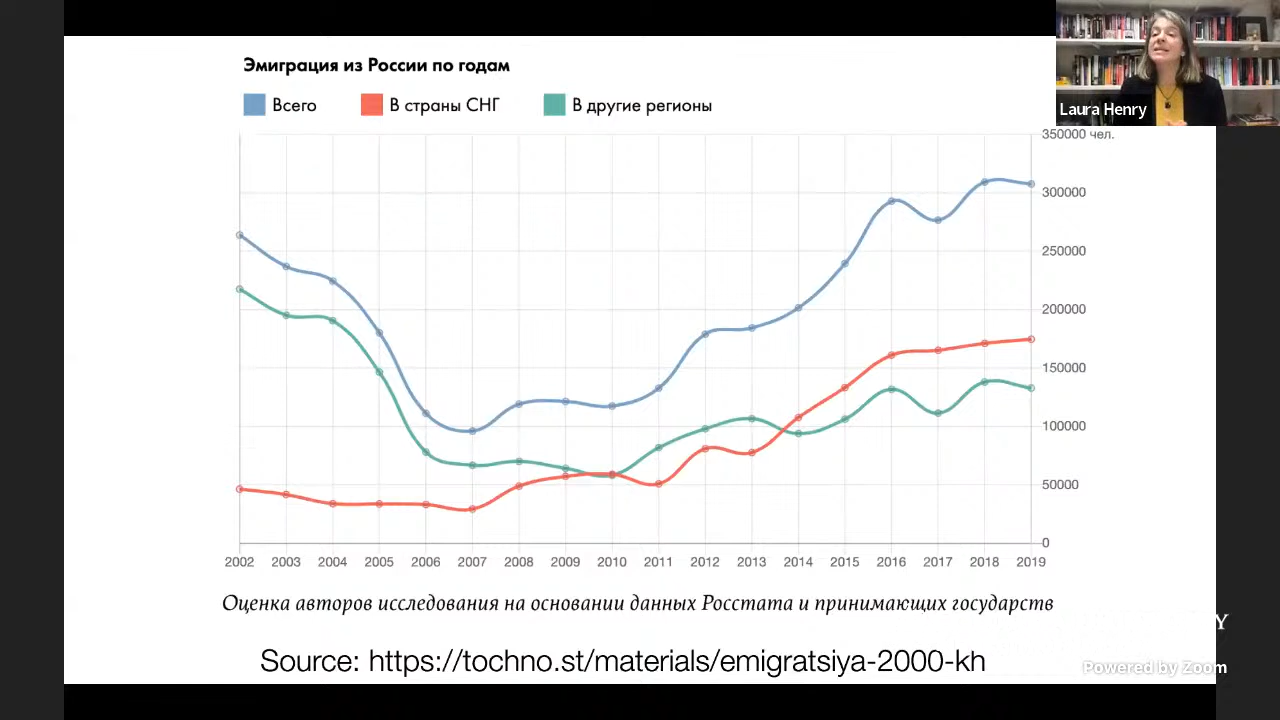 Эмиграция из России по годам
Всего
В страны СНГ
В другие регионы
Laura Henry
350000 чел.
300000
250000
200000
150000
100000
50000
0
2002 2003 2004 2005 2006 2007 2008 2009 2010 2011 2012 2013 2014 2015 2016 2017 2018 2019
Оценка авторов исследования на основании данных Росстата и принимающих государств
Y
Source: https://tochno.st/materials/emigratsiya-2000-kh
Powered by Zoom